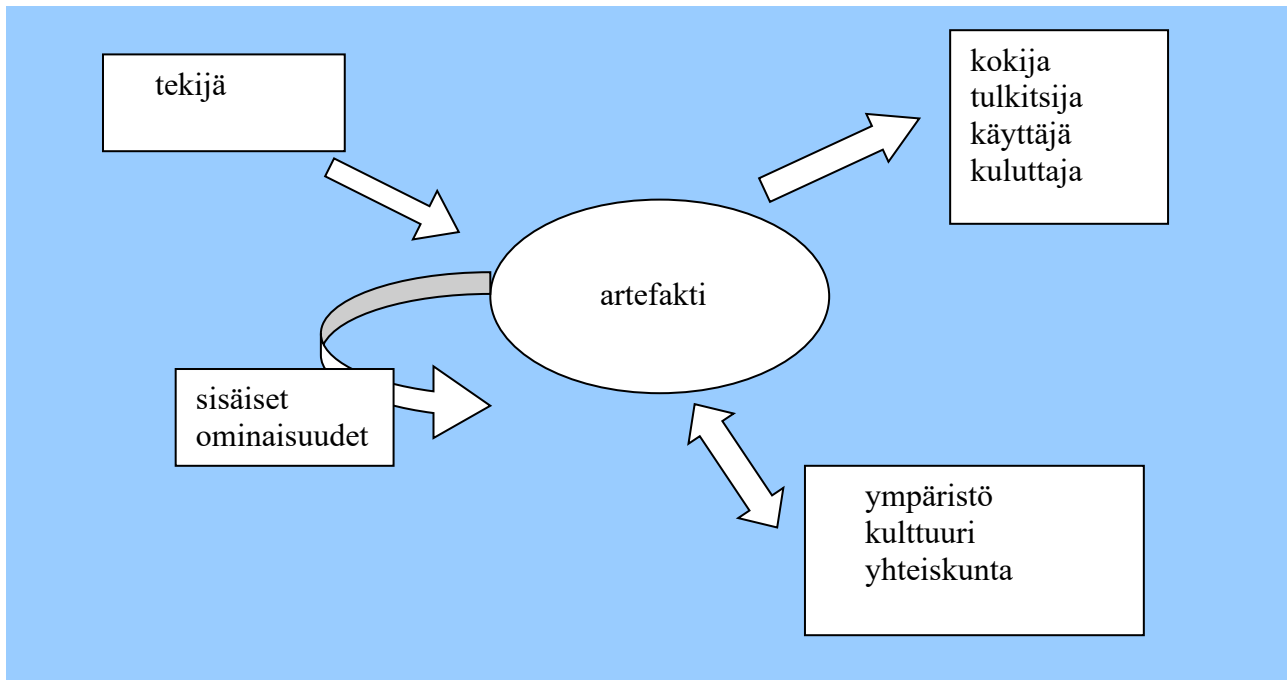 tekijä
kokija
tulkitsija
käyttäjä
kuluttaja
artefakti
sisäiset
ominaisuudet
ympäristö
kulttuuri
yhteiskunta